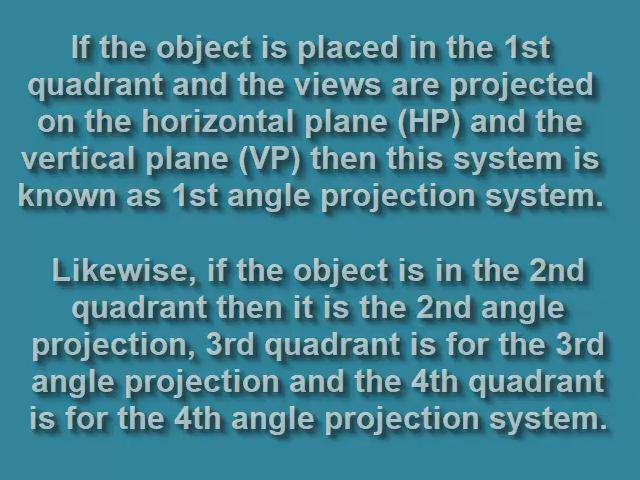 If the object is placed in the 1st
quadrant and the views are projected
on the horizontal plane (HP) and the
vertical plane (VP) then this system is
known as 1st angle projection system.
Likewise, if the object is in the 2nd
quadrant then it is the 2nd angle
projection, 3rd quadrant is for the 3rd
angle projection and the 4th quadrant
is for the 4th angle projection system.